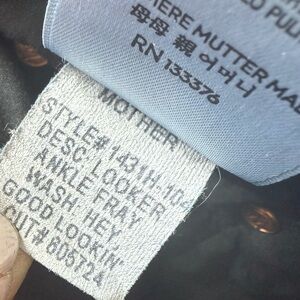 HERE MUTTER MA
母母 親 어머니
RN 133376
MOTHER
STYLE# 1431H-104
DESC: LOOKER
ANKLE FRAY
WASH: HEY
GOOD LOOKIN'
CUT# 805724